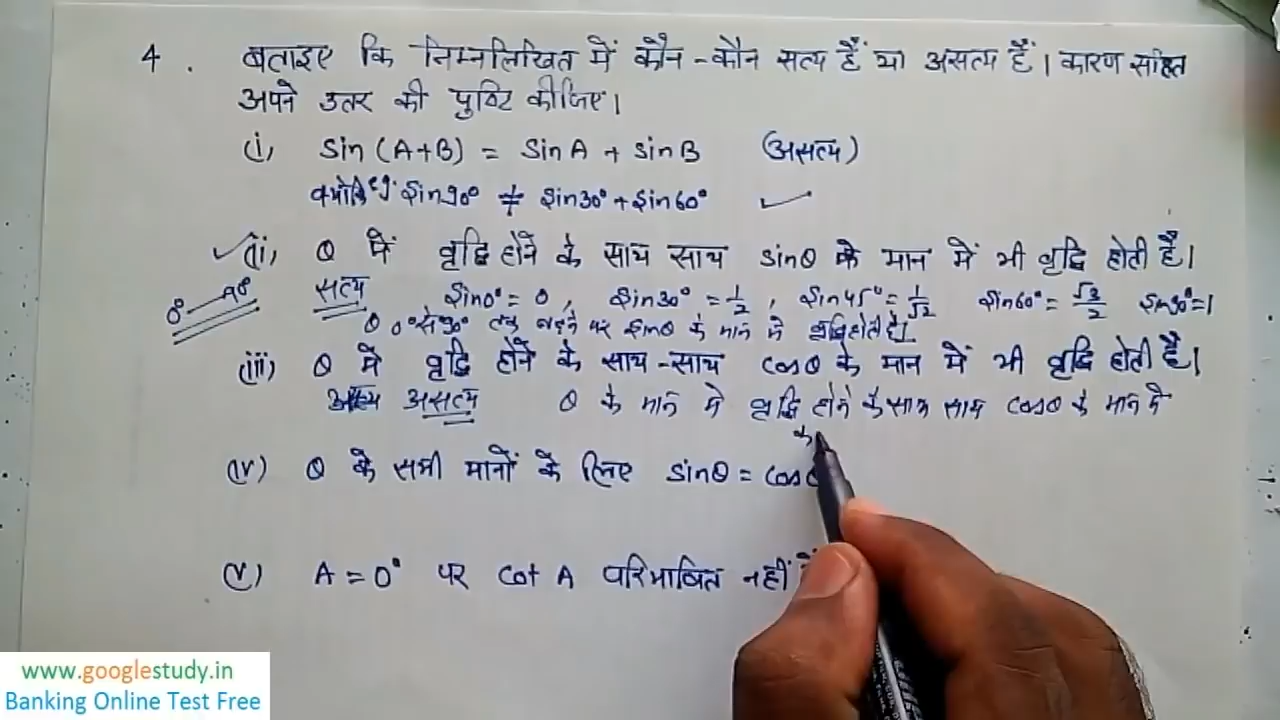 4. बताइए कि निम्नलिखित में कौन-कौन सत्य हैं या असत्य हैं। कारण सहित
अपने उतर की पुष्टि कीजिए।
(i) sin (A+B) = sin A + sin B (असत्य)
क्योंकि sin90° ≠ sin30° + sin60° ✓
✓(ii) θ में वृद्धि होने के साथ साथ sinθ के मान में भी वृद्धि होती है।
0° 90° सत्य sin0° = 0, sin30° = 1/2, sin45° = 1/√2 sin60° = √3/2 sin90° = 1
θ 0° से 90° तक बढ़ने पर sinθ के मान में वृद्धि होती है।
(iii) θ में वृद्धि होने के साथ-साथ cosθ के मान में भी वृद्धि होती है।
असत्य θ के मान में वृद्धि होने के साथ साथ cosθ के मान में
(iv) θ के सभी मानों के लिए sinθ = cosθ
(v) A = 0° पर cot A परिभाषित नहीं
www.googlestudy.in
Banking Online Test Free